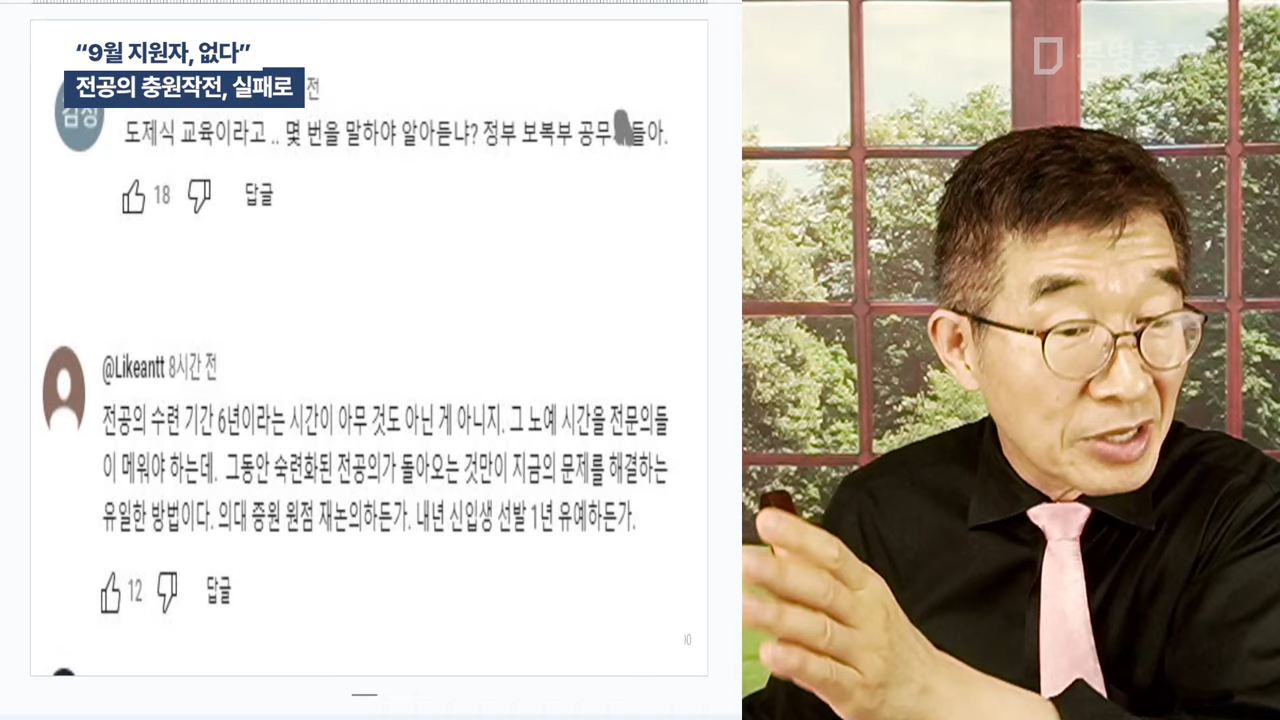 “9월 지원자, 없다”
전공의 충원작전, 실패로
전
김성
도제식 교육이라고 .. 몇 번을 말하야 알아듣냐? 정부 보복부 공무 들아.
18 답글
@Likeantt 8시간 전
전공의 수련 기간 6년이라는 시간이 아무 것도 아닌 게 아니지. 그 노예 시간을 전문의들
이 메워야 하는데. 그동안 숙련화된 전공의가 돌아오는 것만이 지금의 문제를 해결하는
유일한 방법이다. 의대 증원 원점 재논의하든가. 내년 신입생 선발 1년 유예하든가.
12 답글